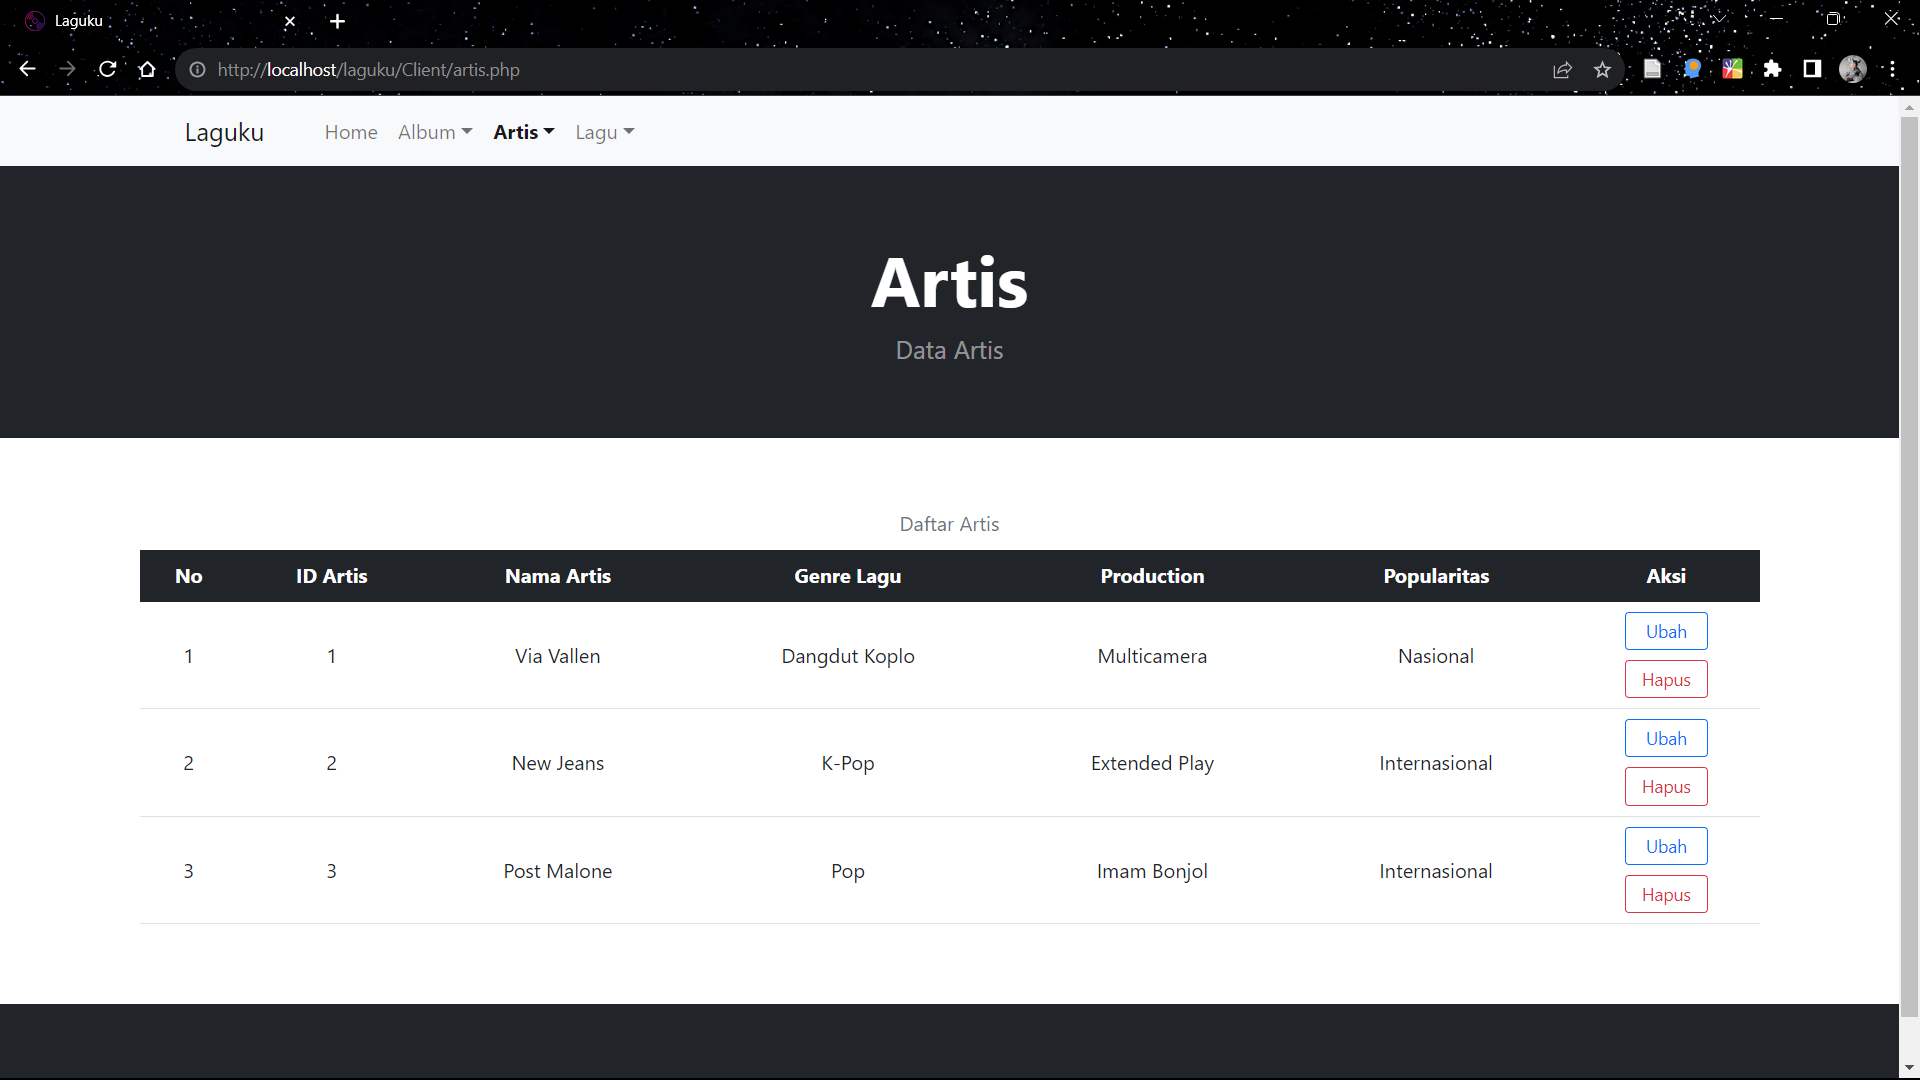 Laguku
http://localhost/laguku/Client/artis.php
Laguku Home Album Artis Lagu
Artis
Data Artis
Daftar Artis
No ID Artis Nama Artis Genre Lagu Production Popularitas Aksi
1 1 Via Vallen Dangdut Koplo Multicamera Nasional Ubah
Hapus
2 2 New Jeans K-Pop Extended Play Internasional Ubah
Hapus
3 3 Post Malone Pop Imam Bonjol Internasional Ubah
Hapus